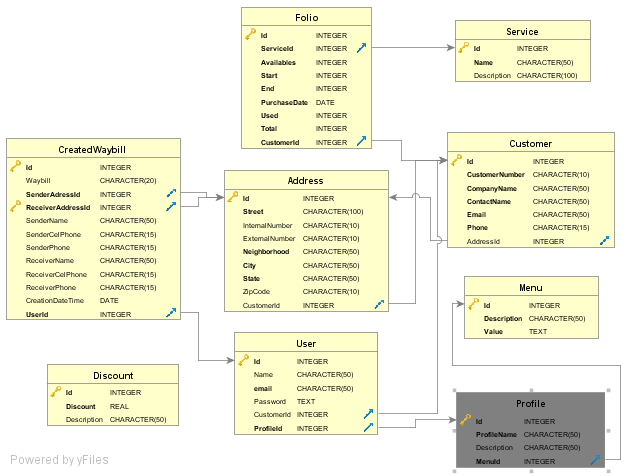 Folio
Id INTEGER
ServiceId INTEGER
Availables INTEGER
Start INTEGER
End INTEGER
PurchaseDate DATE
Used INTEGER
Total INTEGER
CustomerId INTEGER
Service
Id INTEGER
Name CHARACTER(50)
Description CHARACTER(100)
CreatedWaybill
Id INTEGER
Waybill CHARACTER(20)
SenderAdressId INTEGER
ReceiverAddressId INTEGER
SenderName CHARACTER(50)
SenderCelPhone CHARACTER(15)
SenderPhone CHARACTER(15)
ReceiverName CHARACTER(50)
ReceiverCelPhone CHARACTER(15)
ReceiverPhone CHARACTER(15)
CreationDateTime DATE
UserId INTEGER
Address
Id INTEGER
Street CHARACTER(100)
InternalNumber CHARACTER(10)
ExternalNumber CHARACTER(10)
Neighborhood CHARACTER(50)
City CHARACTER(50)
State CHARACTER(50)
ZipCode CHARACTER(10)
CustomerId INTEGER
Customer
Id INTEGER
CustomerNumber CHARACTER(10)
CompanyName CHARACTER(50)
ContactName CHARACTER(50)
Email CHARACTER(50)
Phone CHARACTER(15)
AddressId INTEGER
Menu
Id INTEGER
Description CHARACTER(50)
Value TEXT
User
Id INTEGER
Name CHARACTER(50)
email CHARACTER(50)
Password TEXT
CustomerId INTEGER
ProfileId INTEGER
Discount
Id INTEGER
Discount REAL
Description CHARACTER(50)
Profile
Id INTEGER
ProfileName CHARACTER(50)
Description CHARACTER(50)
MenuId INTEGER
Powered by yFiles